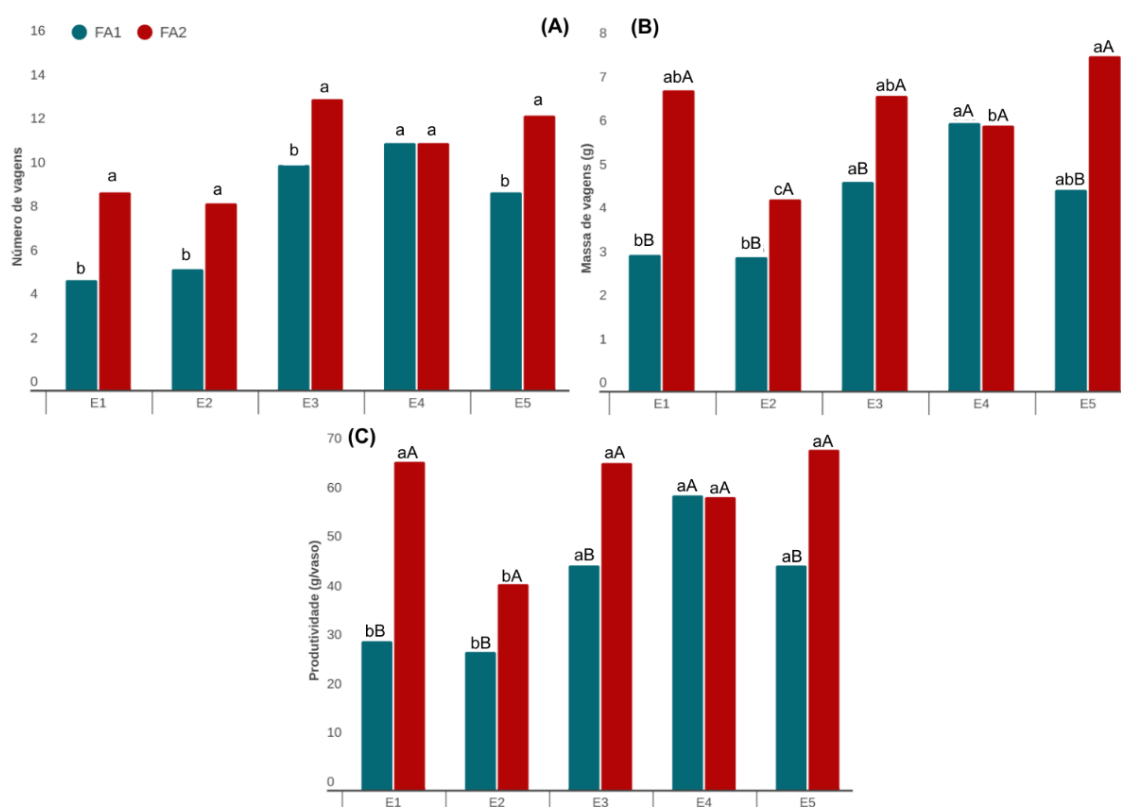 FA1 FA2 (A)
Número de vagens
16
14
12
10
8
6
4
2
0
b a b a b a a a b a
E1 E2 E3 E4 E5
(B)
Massa de vagens (g)
8
7
6
5
4
3
2
1
0
bB abA bB cA aB abA aA bA abB aA
E1 E2 E3 E4 E5
(C)
Produtividade (g/vaso)
70
60
50
40
30
20
10
0
bB aA bB bA aB aA aA aA aB aA
E1 E2 E3 E4 E5